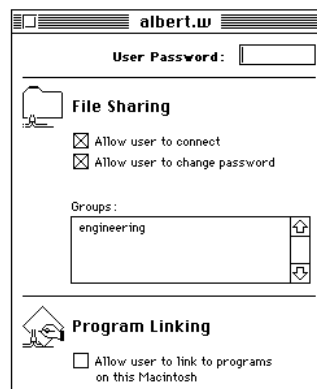 albert.w
User Password:
File Sharing
Allow user to connect
Allow user to change password
Groups:
engineering
Program Linking
Allow user to link to programs
on this Macintosh